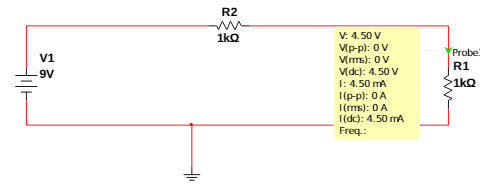 R2
1kΩ
V1
9V
V: 4.50 V
V(p-p): 0 V
V(rms): 0 V
V(dc): 4.50 V
I: 4.50 mA
I(p-p): 0 A
I(rms): 0 A
I(dc): 4.50 mA
Freq.:
R1
1kΩ